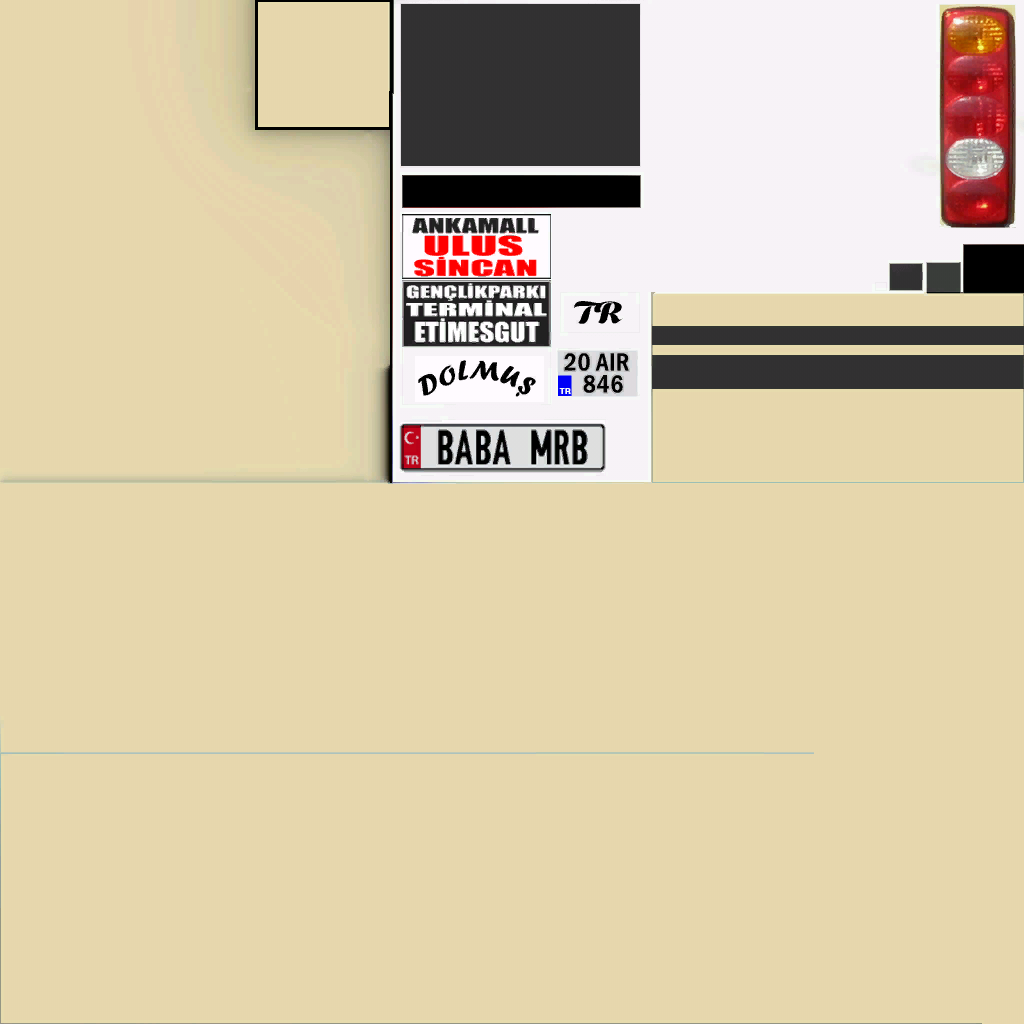 ANKAMALL
ULUS
SİNCAN
GENÇLİKPARKI
TERMİNAL
ETİMESGUT
TR
DOLMUŞ
20 AIR
TR 846
TR BABA MRB